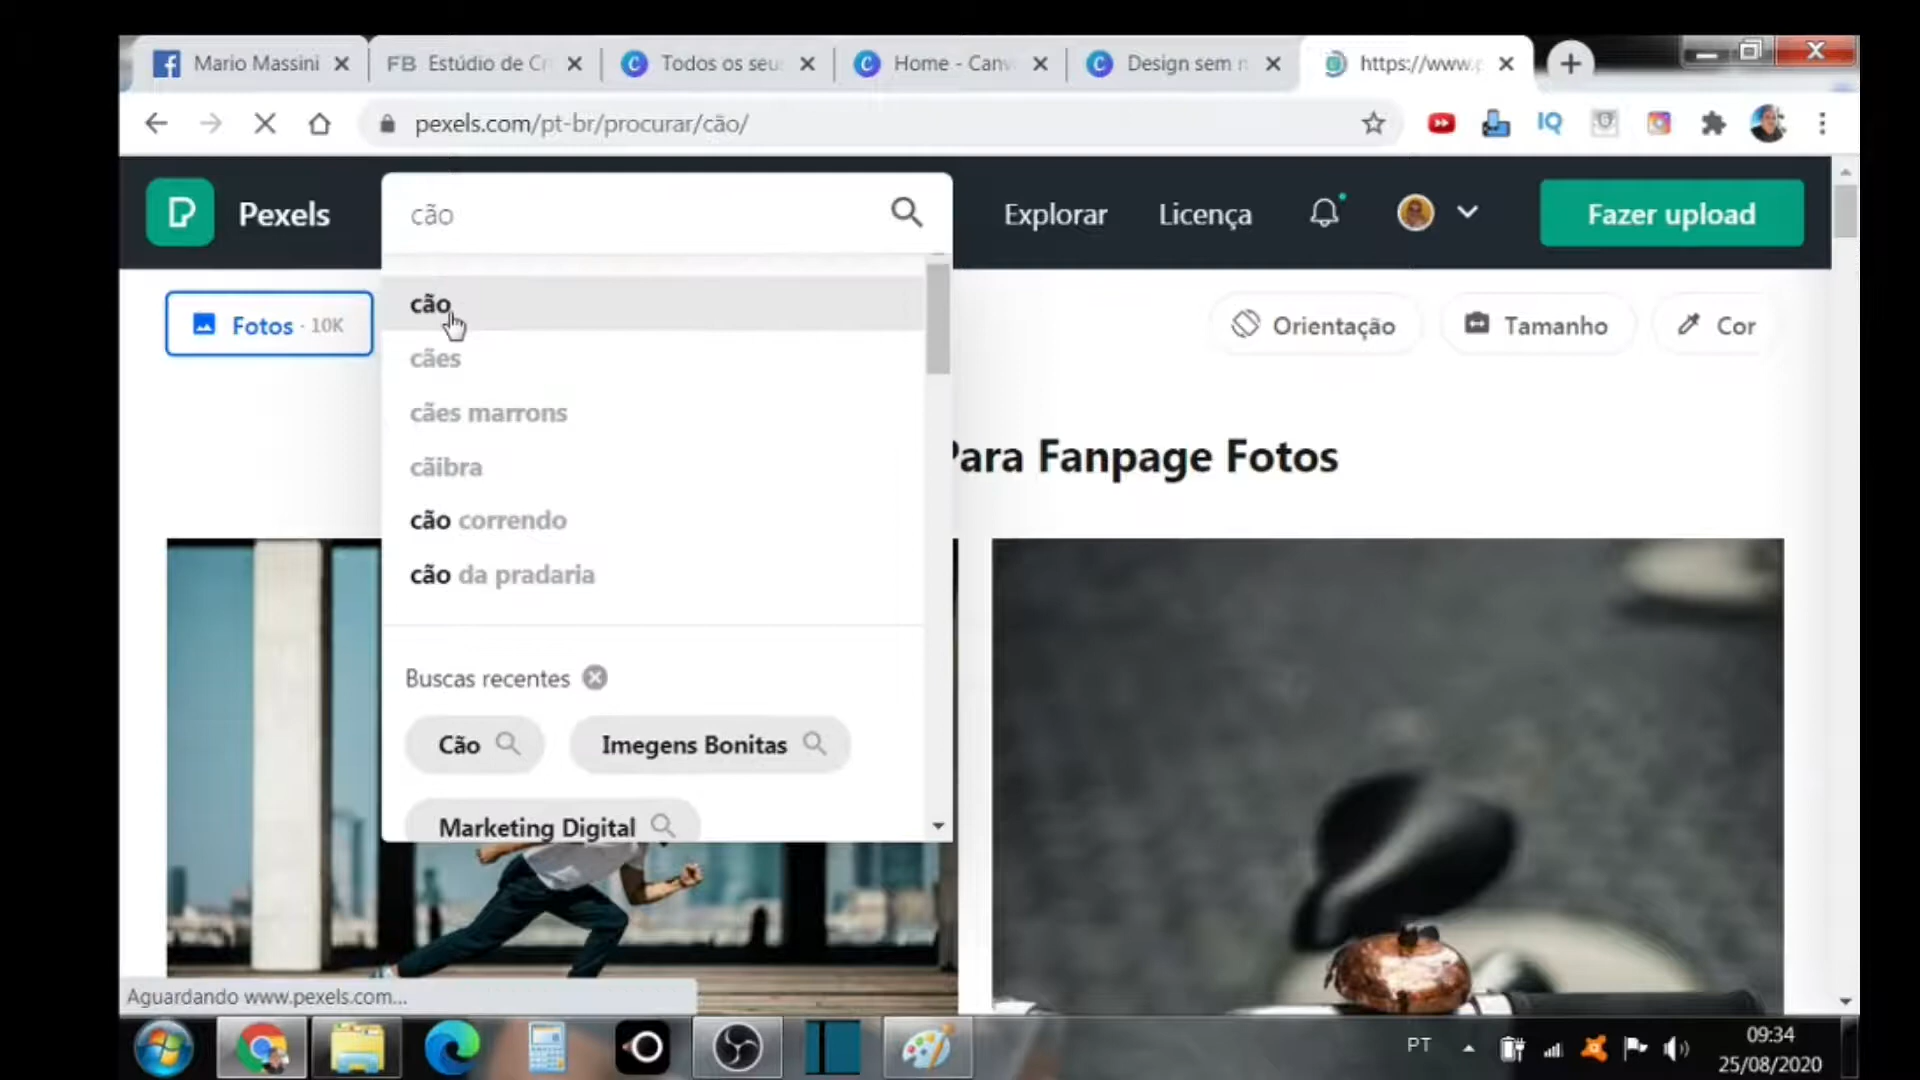 Mario Massini
FB Estúdio de Cr
Todos os seu
Home - Canv
Design sem n
https://www.p
pexels.com/pt-br/procurar/cão/
IQ
Pexels
cão
Explorar
Licença
Fazer upload
Fotos · 10K
Orientação
Tamanho
Cor
cão
cães
cães marrons
cãibra
cão correndo
cão da pradaria
Para Fanpage Fotos
Buscas recentes
Cão
Imegens Bonitas
Marketing Digital
Aguardando www.pexels.com...
PT
09:34
25/08/2020